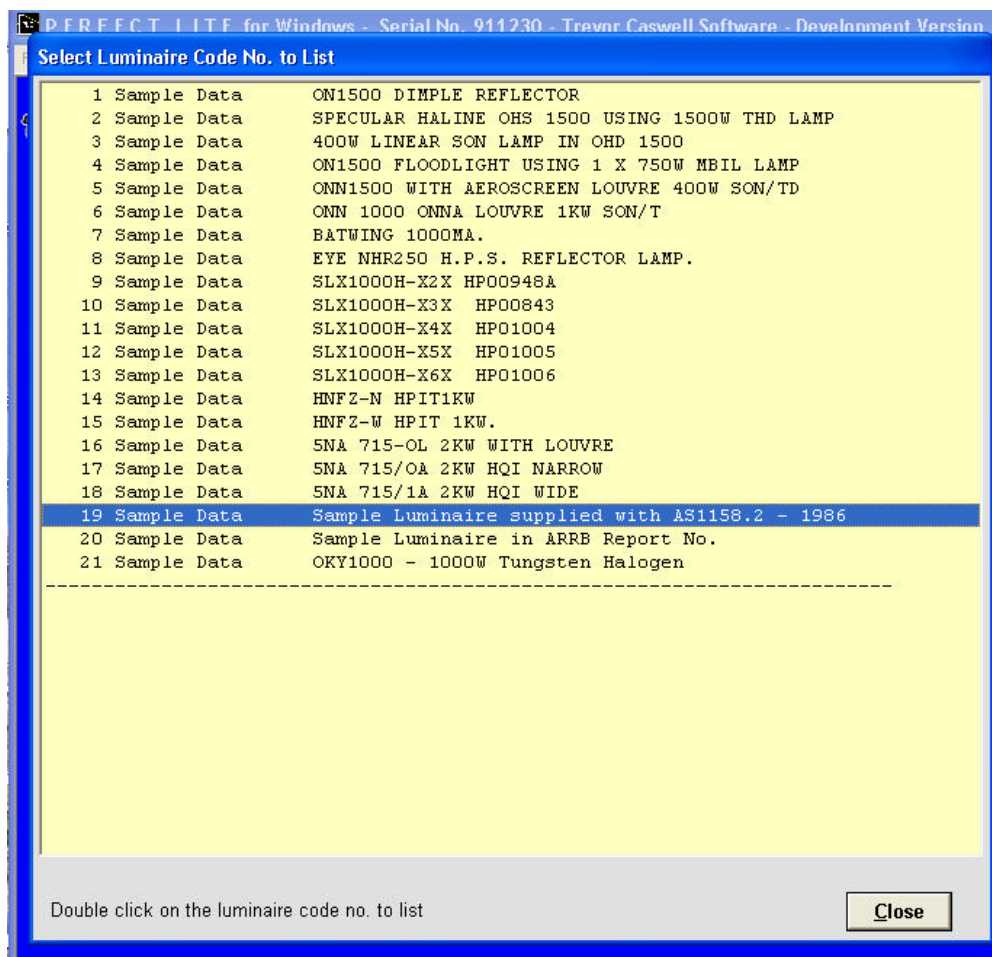 P E R F E C T  L I T E for Windows - Serial No. 911230 - Trevor Caswell Software - Development Version
Select Luminaire Code No. to List
1 Sample Data ON1500 DIMPLE REFLECTOR
2 Sample Data SPECULAR HALINE OHS 1500 USING 1500W THD LAMP
3 Sample Data 400W LINEAR SON LAMP IN OHD 1500
4 Sample Data ON1500 FLOODLIGHT USING 1 X 750W MBIL LAMP
5 Sample Data ONN1500 WITH AEROSCREEN LOUVRE 400W SON/TD
6 Sample Data ONN 1000 ONNA LOUVRE 1KW SON/T
7 Sample Data BATWING 1000MA.
8 Sample Data EYE NHR250 H.P.S. REFLECTOR LAMP.
9 Sample Data SLX1000H-X2X HP00948A
10 Sample Data SLX1000H-X3X HP00843
11 Sample Data SLX1000H-X4X HP01004
12 Sample Data SLX1000H-X5X HP01005
13 Sample Data SLX1000H-X6X HP01006
14 Sample Data HNFZ-N HPIT1KW
15 Sample Data HNFZ-W HPIT 1KW.
16 Sample Data 5NA 715-OL 2KW WITH LOUVRE
17 Sample Data 5NA 715/OA 2KW HQI NARROW
18 Sample Data 5NA 715/1A 2KW HQI WIDE
19 Sample Data Sample Luminaire supplied with AS1158.2 - 1986
20 Sample Data Sample Luminaire in ARRB Report No.
21 Sample Data OKY1000 - 1000W Tungsten Halogen
--------------------------------------------------------------------------
Double click on the luminaire code no. to list
Close